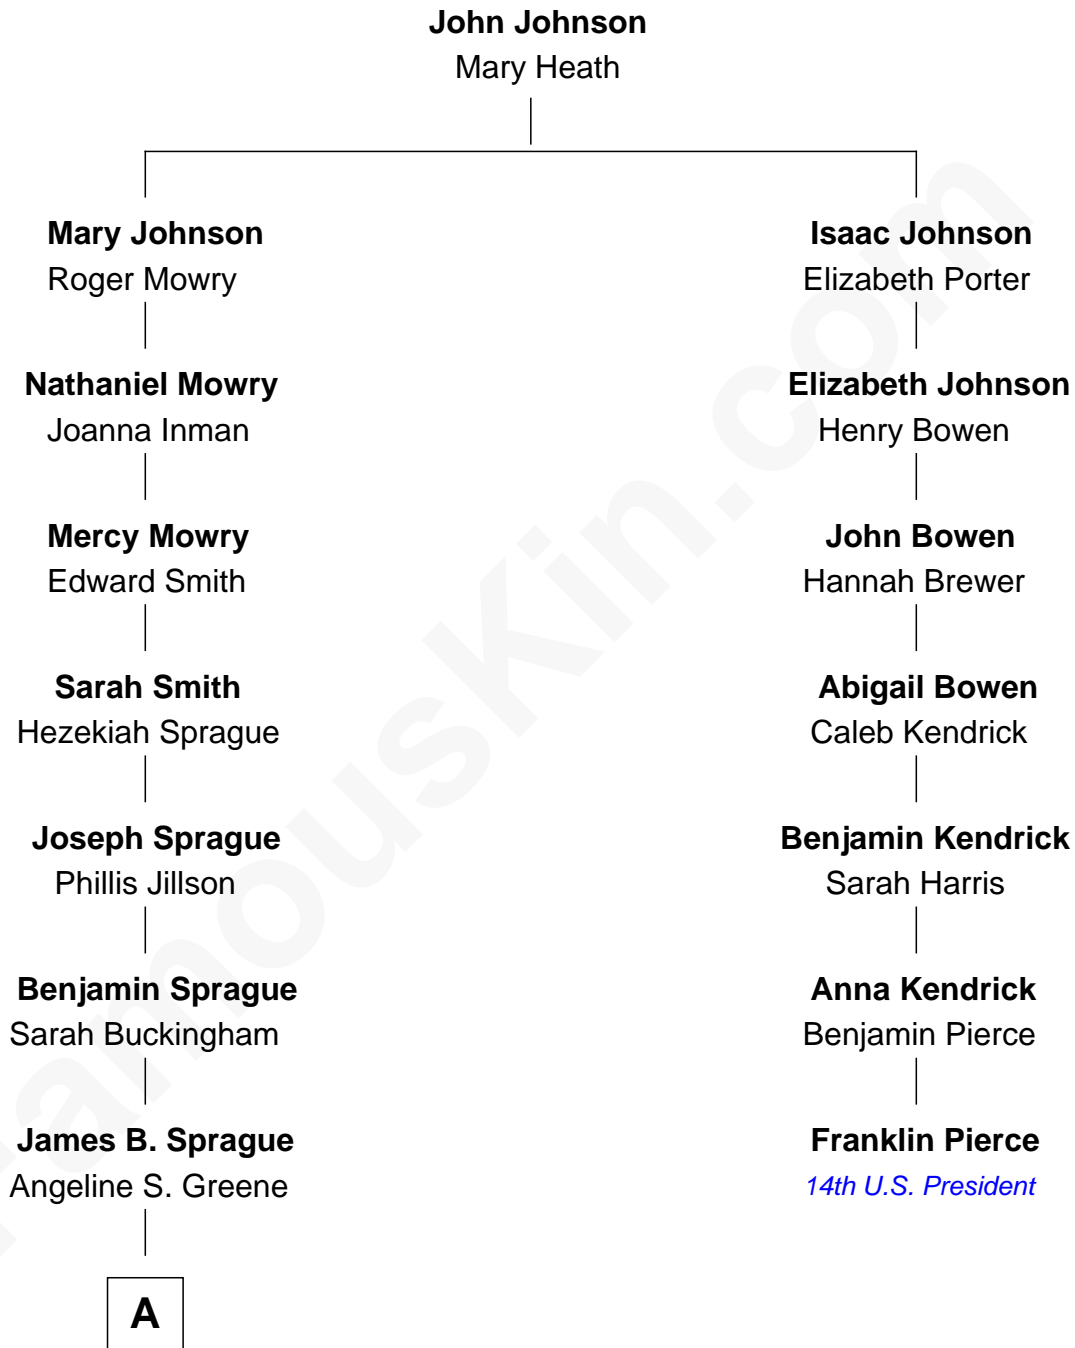 John Johnson
Mary Heath
Mary Johnson
Roger Mowry
Nathaniel Mowry
Joanna Inman
Mercy Mowry
Edward Smith
Sarah Smith
Hezekiah Sprague
Joseph Sprague
Phillis Jillson
Benjamin Sprague
Sarah Buckingham
James B. Sprague
Angeline S. Greene
A
Isaac Johnson
Elizabeth Porter
Elizabeth Johnson
Henry Bowen
John Bowen
Hannah Brewer
Abigail Bowen
Caleb Kendrick
Benjamin Kendrick
Sarah Harris
Anna Kendrick
Benjamin Pierce
Franklin Pierce
14th U.S. President
FamousKin.com